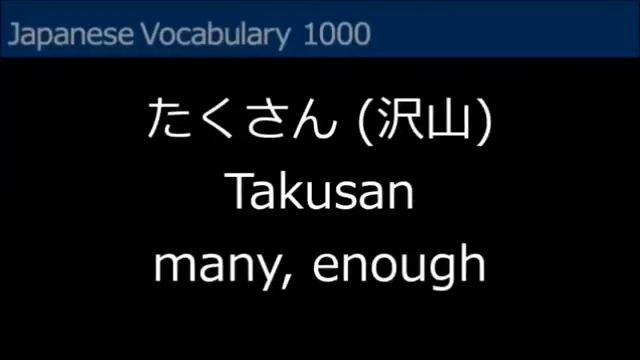 Japanese Vocabulary 1000
たくさん (沢山)
Takusan
many, enough